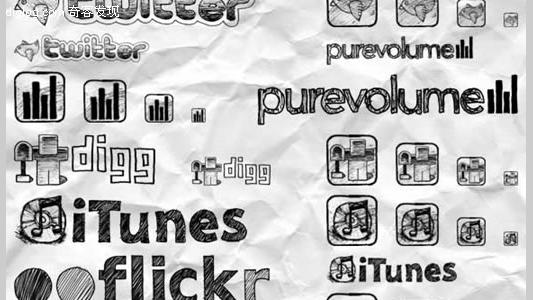 twitter
twitter
purevolume
purevolume
digg
digg
iTunes
iTunes
flickr